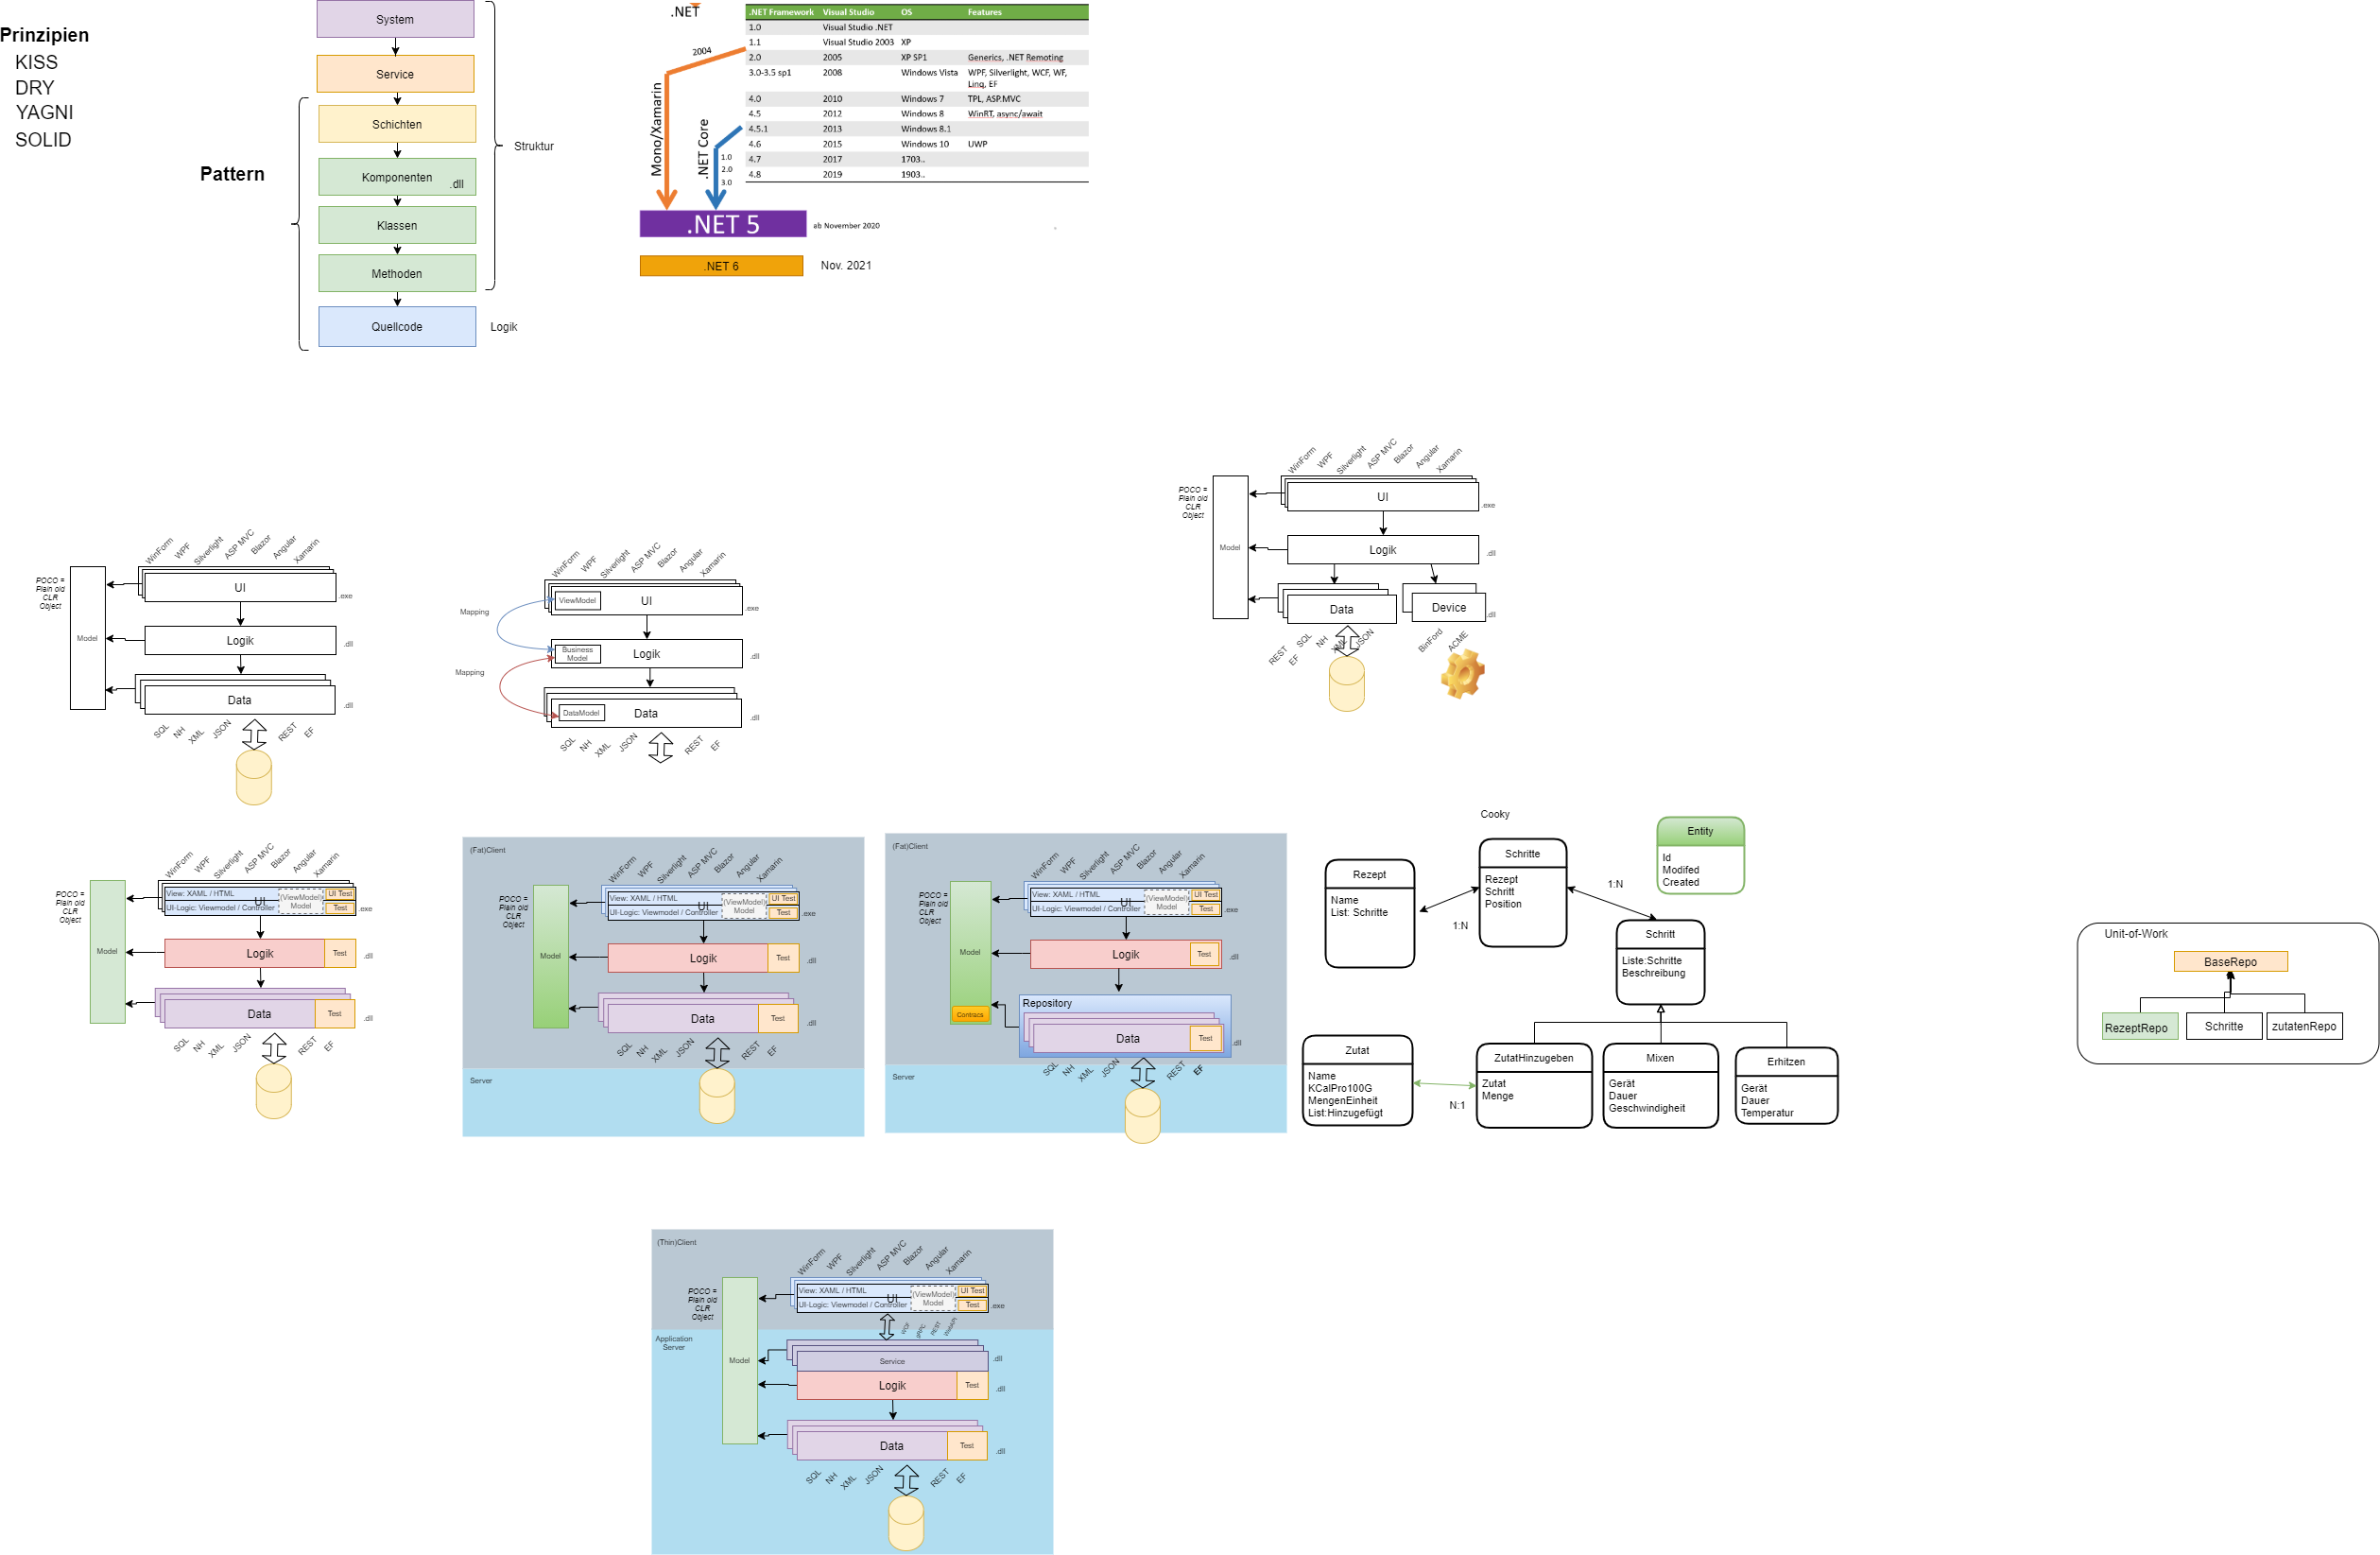 Prinzipien
KISS
DRY
YAGNI
SOLID
System
Service
Schichten
Komponenten
.dll
Klassen
Methoden
Quellcode
Pattern
Struktur
Logik
.NET
.NET Framework Visual Studio OS Features
1.0 Visual Studio .NET
1.1 Visual Studio 2003 XP
2.0 2005 XP SP1 Generics, .NET Remoting
3.0-3.5 sp1 2008 Windows Vista WPF, Silverlight, WCF, WF,
Linq, EF
4.0 2010 Windows 7 TPL, ASP.MVC
4.5 2012 Windows 8 WinRT, async/await
4.5.1 2013 Windows 8.1
4.6 2015 Windows 10 UWP
4.7 2017 1703..
4.8 2019 1903..
2004
Mono/Xamarin
.NET Core
1.0
2.0
3.0
.NET 5
ab November 2020
.NET 6
Nov. 2021
WinForm
WPF
Silverlight
ASP MVC
Blazor
Angular
Xamarin
POCO =
Plain old
CLR
Object
Model
UI
.exe
Logik
.dll
Data
.dll
SQL
NH
XML
JSON
REST
EF
WinForm
WPF
Silverlight
ASP MVC
Blazor
Angular
Xamarin
Mapping
ViewModel
UI
.exe
Business
Model
Logik
.dll
Mapping
DataModel
Data
.dll
SQL
NH
XML
JSON
REST
EF
WinForm
WPF
Silverlight
ASP MVC
Blazor
Angular
Xamarin
POCO =
Plain old
CLR
Object
Model
UI
.exe
Logik
.dll
Data
Device
.dll
REST
SQL
EF
NH
XML
JSON
BinFord
ACME
WinForm
WPF
Silverlight
ASP MVC
Blazor
Angular
Xamarin
POCO =
Plain old
CLR
Object
Model
View: XAML / HTML
UI-Logic: Viewmodel / Controller
UI
(ViewModel)
Model
UI Test
Test
.exe
Logik
Test
.dll
Data
Test
.dll
SQL
NH
XML
JSON
REST
EF
(Fat)Client
WinForm
WPF
Silverlight
ASP MVC
Blazor
Angular
Xamarin
POCO =
Plain old
CLR
Object
Model
View: XAML / HTML
UI-Logic: Viewmodel / Controller
UI
(ViewModel)
Model
UI Test
Test
.exe
Logik
Test
.dll
Data
Test
.dll
SQL
NH
XML
JSON
REST
EF
Server
(Fat)Client
WinForm
WPF
Silverlight
ASP MVC
Blazor
Angular
Xamarin
POCO =
Plain old
CLR
Object
Model
Contracs
View: XAML / HTML
UI-Logic: Viewmodel / Controller
UI
(ViewModel)
Model
UI Test
Test
.exe
Logik
Test
.dll
Repository
Data
Test
.dll
SQL
NH
XML
JSON
REST
EF
Server
Cooky
Rezept
Name
List: Schritte
1:N
Schritte
Rezept
Schritt
Position
1:N
Entity
Id
Modifed
Created
Schritt
Liste:Schritte
Beschreibung
Zutat
Name
KCalPro100G
MengenEinheit
List:Hinzugefügt
N:1
ZutatHinzugeben
Zutat
Menge
Mixen
Gerät
Dauer
Geschwindigheit
Erhitzen
Gerät
Dauer
Temperatur
Unit-of-Work
BaseRepo
RezeptRepo
Schritte
zutatenRepo
(Thin)Client
WinForm
WPF
Silverlight
ASP MVC
Blazor
Angular
Xamarin
POCO =
Plain old
CLR
Object
View: XAML / HTML
UI-Logic: Viewmodel / Controller
UI
(ViewModel)
Model
UI Test
Test
.exe
WCF
gRPC
REST
WebAPI
Application
Server
Model
Service
.dll
Logik
Test
.dll
Data
Test
.dll
SQL
NH
XML
JSON
REST
EF